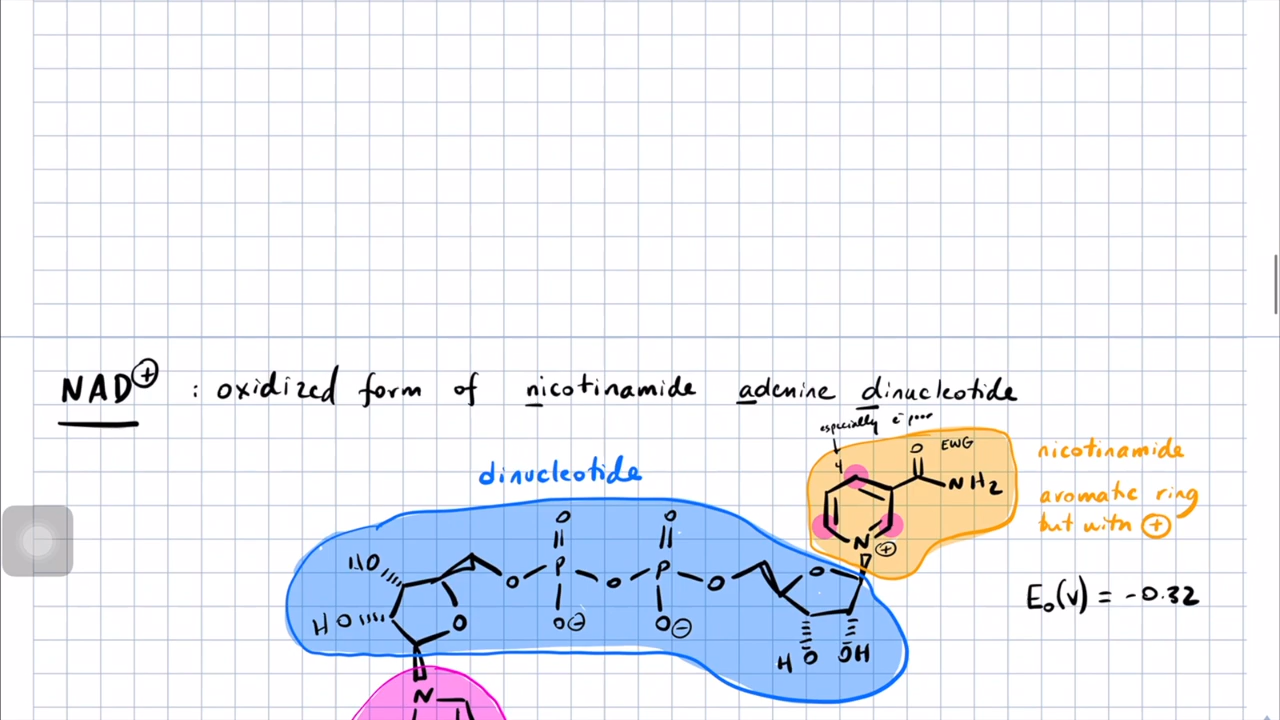 NAD⊕ : oxidized form of nicotinamide adenine dinucleotide
especially e⁻ poor
4
O EWG
NH2
N ⊕
nicotinamide
aromatic ring
but with ⊕
E₀(v) = -0.32
dinucleotide
O O
HO
O P O P O O
HO O O⊖ O⊖
HO OH
N